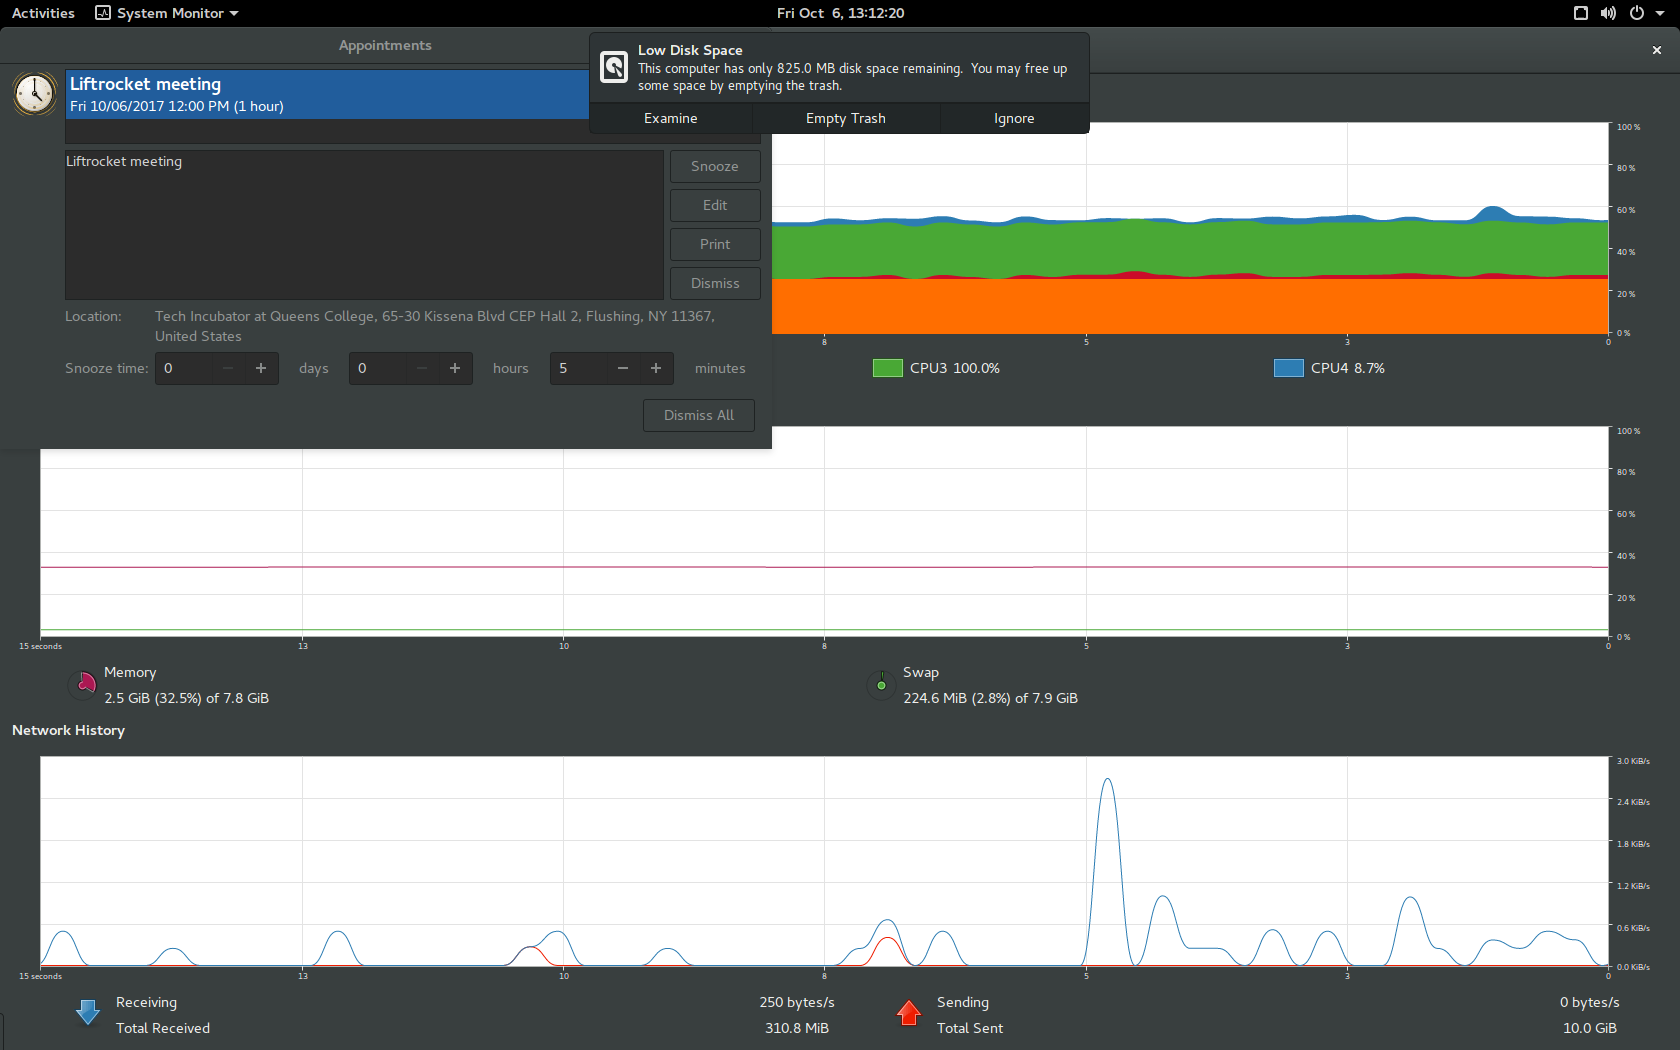 Activities System Monitor Fri Oct 6, 13:12:20
Appointments
Low Disk Space
This computer has only 825.0 MB disk space remaining. You may free up
some space by emptying the trash.
Examine Empty Trash Ignore
Liftrocket meeting
Fri 10/06/2017 12:00 PM (1 hour)
Liftrocket meeting
Snooze
Edit
Print
Dismiss
Location: Tech Incubator at Queens College, 65-30 Kissena Blvd CEP Hall 2, Flushing, NY 11367,
United States
Snooze time: 0 − + days 0 − + hours 5 − + minutes
Dismiss All
100 %
80 %
60 %
40 %
20 %
0 %
8 5 3 0
CPU3 100.0% CPU4 8.7%
100 %
80 %
60 %
40 %
20 %
0 %
15 seconds 13 10 8 5 3 0
Memory
2.5 GiB (32.5%) of 7.8 GiB
Swap
224.6 MiB (2.8%) of 7.9 GiB
Network History
3.0 KiB/s
2.4 KiB/s
1.8 KiB/s
1.2 KiB/s
0.6 KiB/s
0.0 KiB/s
15 seconds 13 10 8 5 3 0
Receiving 250 bytes/s
Total Received 310.8 MiB
Sending 0 bytes/s
Total Sent 10.0 GiB